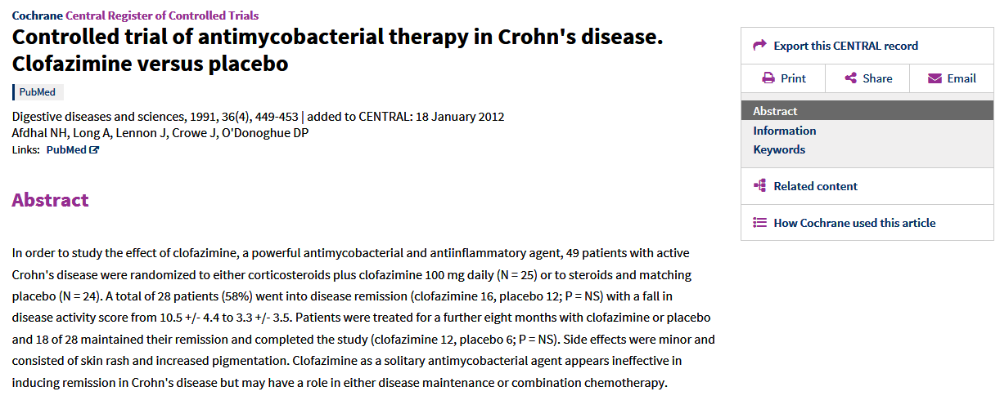 Cochrane Central Register of Controlled Trials
Controlled trial of antimycobacterial therapy in Crohn's disease.
Clofazimine versus placebo
PubMed
Digestive diseases and sciences, 1991, 36(4), 449-453 | added to CENTRAL: 18 January 2012
Afdhal NH, Long A, Lennon J, Crowe J, O'Donoghue DP
Links: PubMed
Abstract
In order to study the effect of clofazimine, a powerful antimycobacterial and antiinflammatory agent, 49 patients with active
Crohn's disease were randomized to either corticosteroids plus clofazimine 100 mg daily (N = 25) or to steroids and matching
placebo (N = 24). A total of 28 patients (58%) went into disease remission (clofazimine 16, placebo 12; P = NS) with a fall in
disease activity score from 10.5 +/- 4.4 to 3.3 +/- 3.5. Patients were treated for a further eight months with clofazimine or placebo
and 18 of 28 maintained their remission and completed the study (clofazimine 12, placebo 6; P = NS). Side effects were minor and
consisted of skin rash and increased pigmentation. Clofazimine as a solitary antimycobacterial agent appears ineffective in
inducing remission in Crohn's disease but may have a role in either disease maintenance or combination chemotherapy.
Export this CENTRAL record
Print Share Email
Abstract
Information
Keywords
Related content
How Cochrane used this article